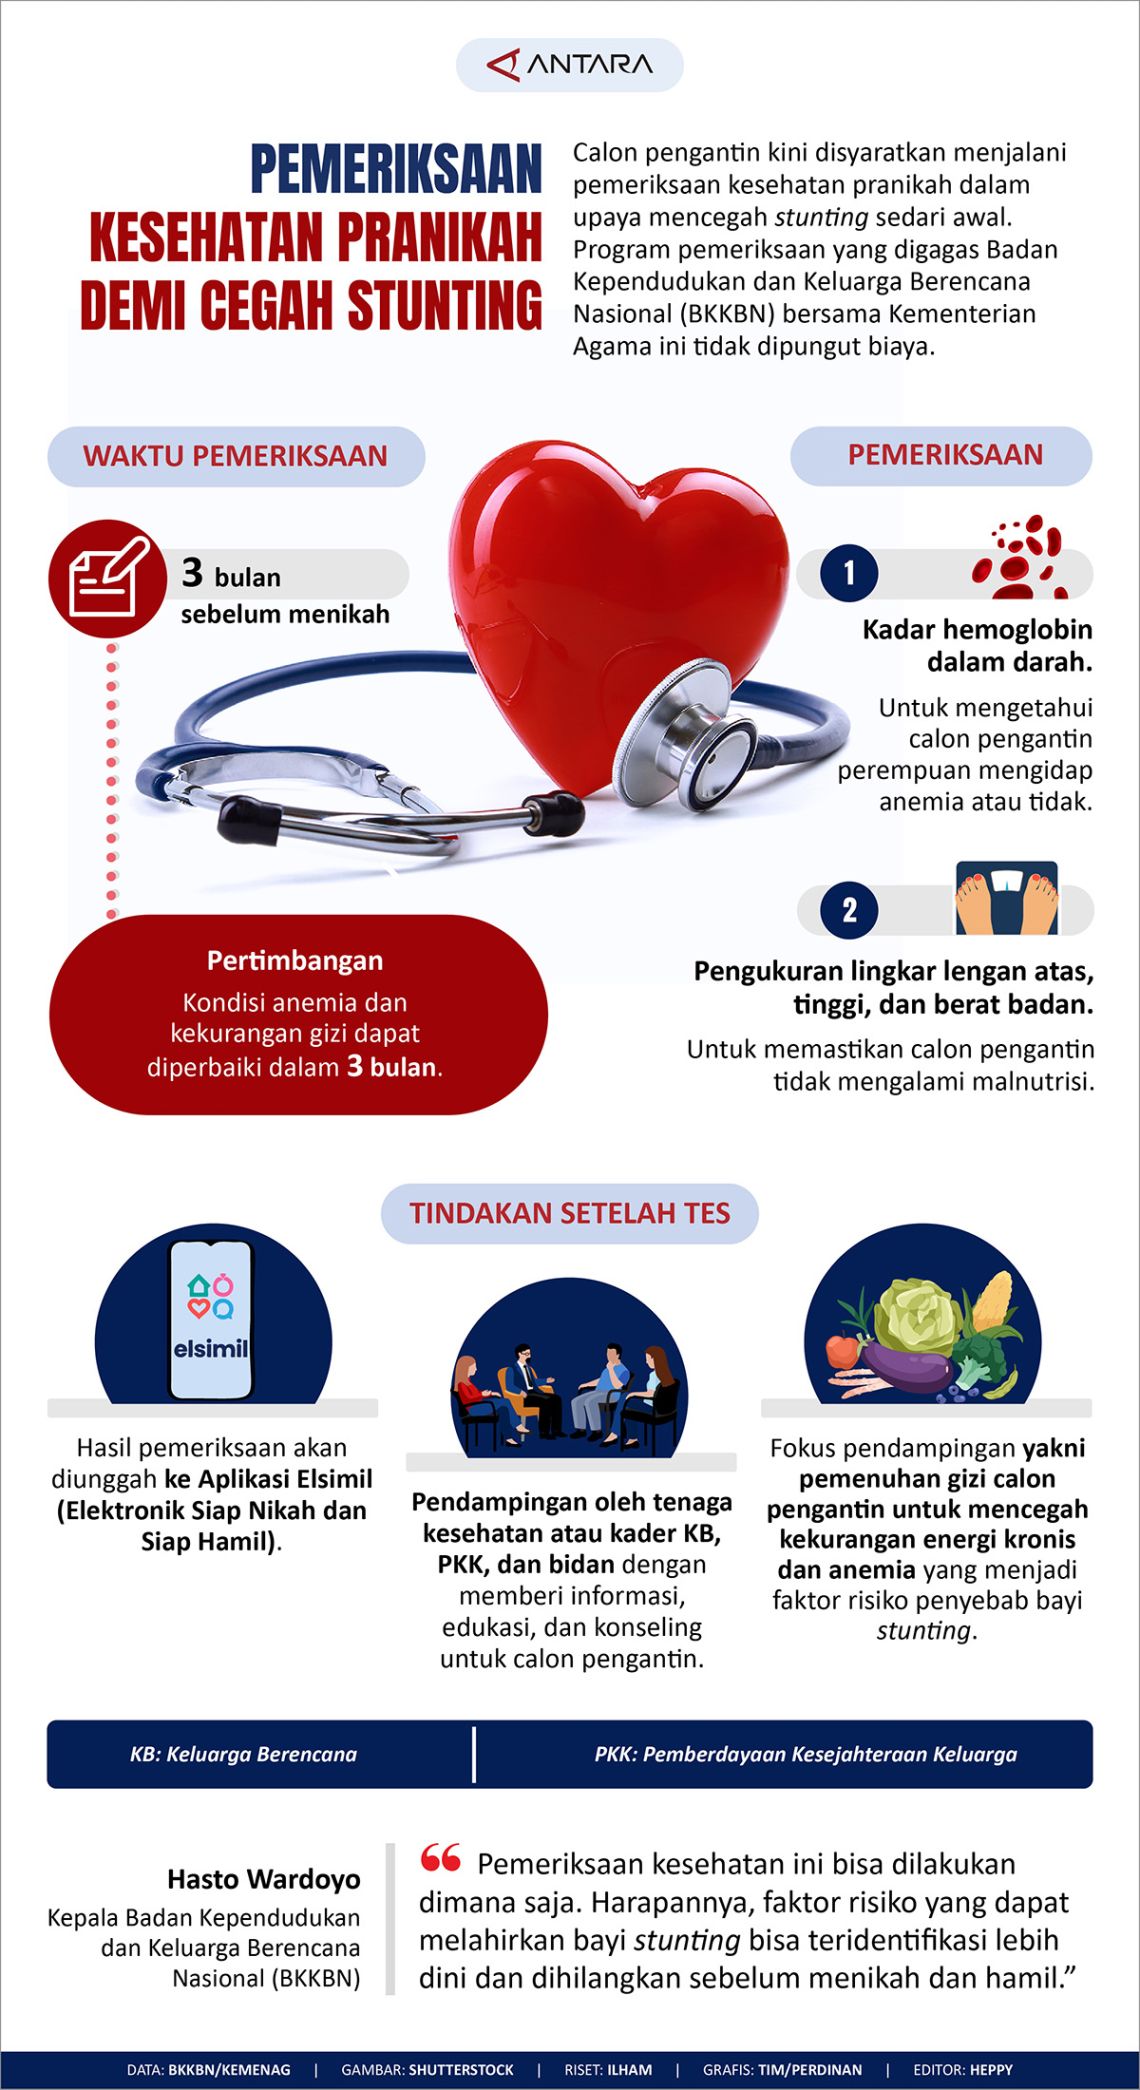 ANTARA
PEMERIKSAAN
KESEHATAN PRANIKAH
DEMI CEGAH STUNTING
Calon pengantin kini disyaratkan menjalani
pemeriksaan kesehatan pranikah dalam
upaya mencegah stunting sedari awal.
Program pemeriksaan yang digagas Badan
Kependudukan dan Keluarga Berencana
Nasional (BKKBN) bersama Kementerian
Agama ini tidak dipungut biaya.
WAKTU PEMERIKSAAN
3 bulan
sebelum menikah
Pertimbangan
Kondisi anemia dan
kekurangan gizi dapat
diperbaiki dalam 3 bulan.
PEMERIKSAAN
1
Kadar hemoglobin
dalam darah.
Untuk mengetahui
calon pengantin
perempuan mengidap
anemia atau tidak.
2
Pengukuran lingkar lengan atas,
tinggi, dan berat badan.
Untuk memastikan calon pengantin
tidak mengalami malnutrisi.
TINDAKAN SETELAH TES
elsimil
Hasil pemeriksaan akan
diunggah ke Aplikasi Elsimil
(Elektronik Siap Nikah dan
Siap Hamil).
Pendampingan oleh tenaga
kesehatan atau kader KB,
PKK, dan bidan dengan
memberi informasi,
edukasi, dan konseling
untuk calon pengantin.
Fokus pendampingan yakni
pemenuhan gizi calon
pengantin untuk mencegah
kekurangan energi kronis
dan anemia yang menjadi
faktor risiko penyebab bayi
stunting.
KB: Keluarga Berencana
PKK: Pemberdayaan Kesejahteraan Keluarga
Hasto Wardoyo
Kepala Badan Kependudukan
dan Keluarga Berencana
Nasional (BKKBN)
“ Pemeriksaan kesehatan ini bisa dilakukan
dimana saja. Harapannya, faktor risiko yang dapat
melahirkan bayi stunting bisa teridentifikasi lebih
dini dan dihilangkan sebelum menikah dan hamil.”
DATA: BKKBN/KEMENAG | GAMBAR: SHUTTERSTOCK | RISET: ILHAM | GRAFIS: TIM/PERDINAN | EDITOR: HEPPY